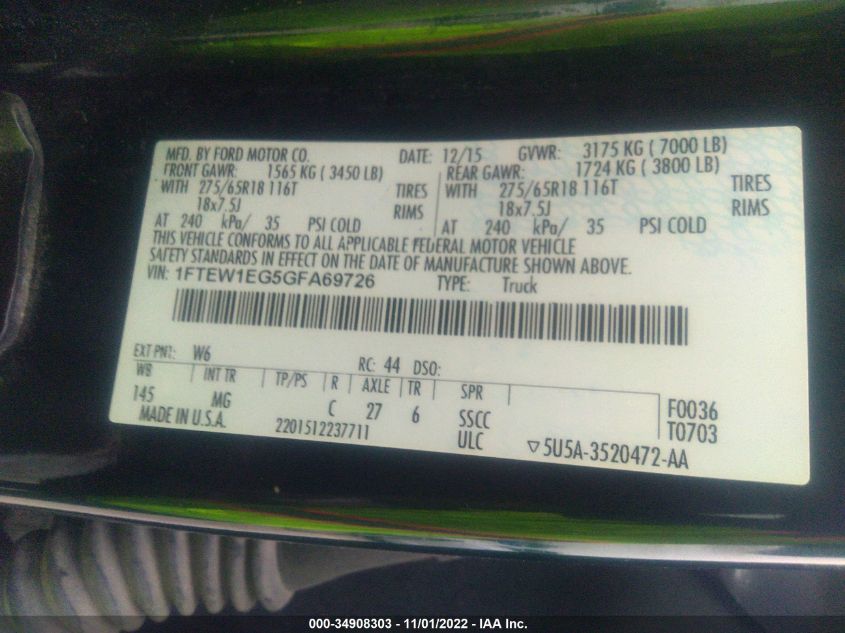 MFD. BY FORD MOTOR CO. DATE: 12/15 GVWR: 3175 KG ( 7000 LB)
FRONT GAWR: 1565 KG ( 3450 LB) REAR GAWR: 1724 KG ( 3800 LB)
WITH 275/65R18 116T TIRES WITH 275/65R18 116T TIRES
18x7.5J RIMS 18x7.5J RIMS
AT 240 kPa/ 35 PSI COLD AT 240 kPa/ 35 PSI COLD
THIS VEHICLE CONFORMS TO ALL APPLICABLE FEDERAL MOTOR VEHICLE
SAFETY STANDARDS IN EFFECT ON THE DATE OF MANUFACTURE SHOWN ABOVE.
VIN: 1FTEW1EG5GFA69726 TYPE: Truck
EXT PNT: W6 RC: 44 DSO:
WB INT TR TP/PS R AXLE TR SPR
145 MG C 27 6 SSCC F0036
MADE IN U.S.A. 2201512237711 ULC T0703
▽5U5A-3520472-AA
000-34908303 - 11/01/2022 - IAA Inc.